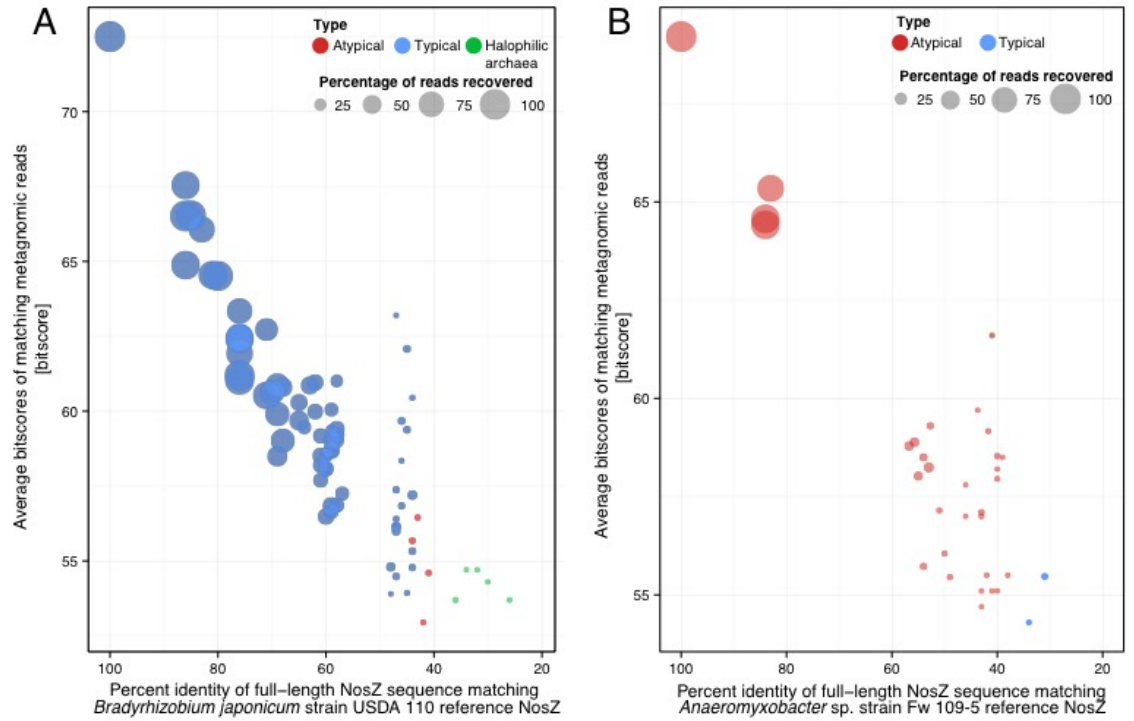 A
Type
Atypical Typical Halophilic
archaea
Percentage of reads recovered
25 50 75 100
70
65
60
55
Average bitscores of matching metagnomic reads
[bitscore]
100 80 60 40 20
Percent identity of full−length NosZ sequence matching
Bradyrhizobium japonicum strain USDA 110 reference NosZ
B
Type
Atypical Typical
Percentage of reads recovered
25 50 75 100
65
60
55
Average bitscores of matching metagnomic reads
[bitscore]
100 80 60 40 20
Percent identity of full−length NosZ sequence matching
Anaeromyxobacter sp. strain Fw 109-5 reference NosZ